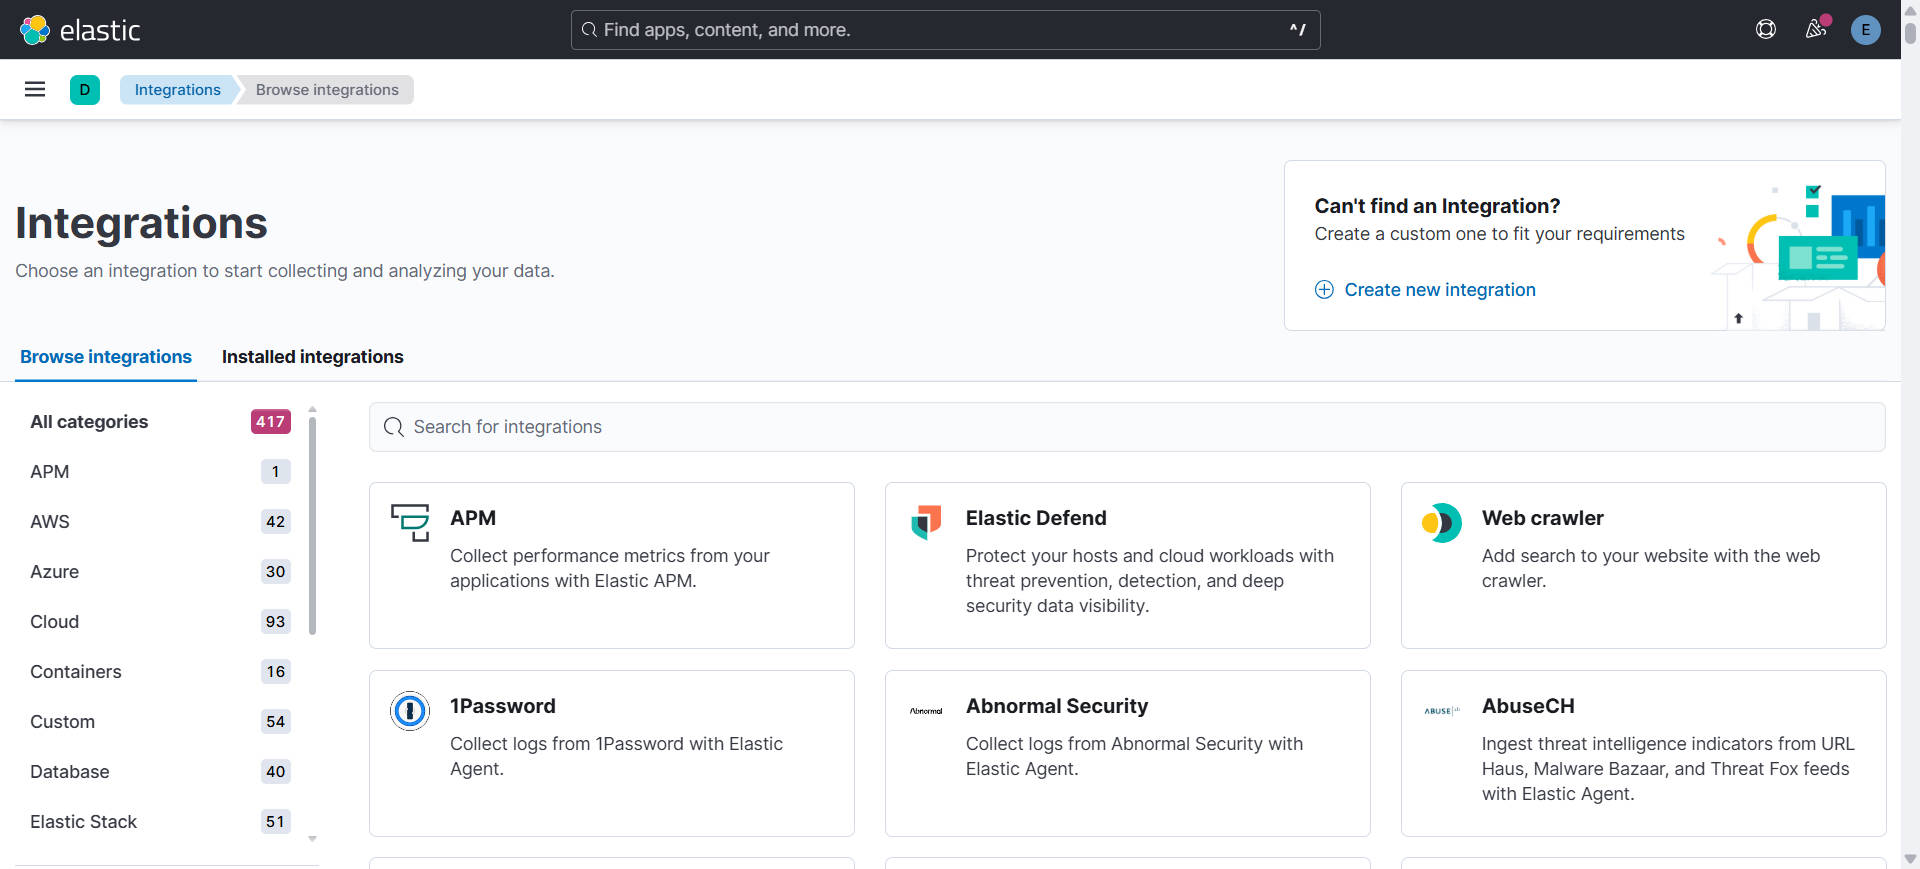 elastic
Find apps, content, and more.
^/
E
D
Integrations
Browse integrations
Integrations
Choose an integration to start collecting and analyzing your data.
Can't find an Integration?
Create a custom one to fit your requirements
Create new integration
Browse integrations
Installed integrations
All categories 417
APM 1
AWS 42
Azure 30
Cloud 93
Containers 16
Custom 54
Database 40
Elastic Stack 51
Search for integrations
APM
Collect performance metrics from your
applications with Elastic APM.
Elastic Defend
Protect your hosts and cloud workloads with
threat prevention, detection, and deep
security data visibility.
Web crawler
Add search to your website with the web
crawler.
1Password
Collect logs from 1Password with Elastic
Agent.
Abnormal
Abnormal Security
Collect logs from Abnormal Security with
Elastic Agent.
ABUSE|ch
AbuseCH
Ingest threat intelligence indicators from URL
Haus, Malware Bazaar, and Threat Fox feeds
with Elastic Agent.